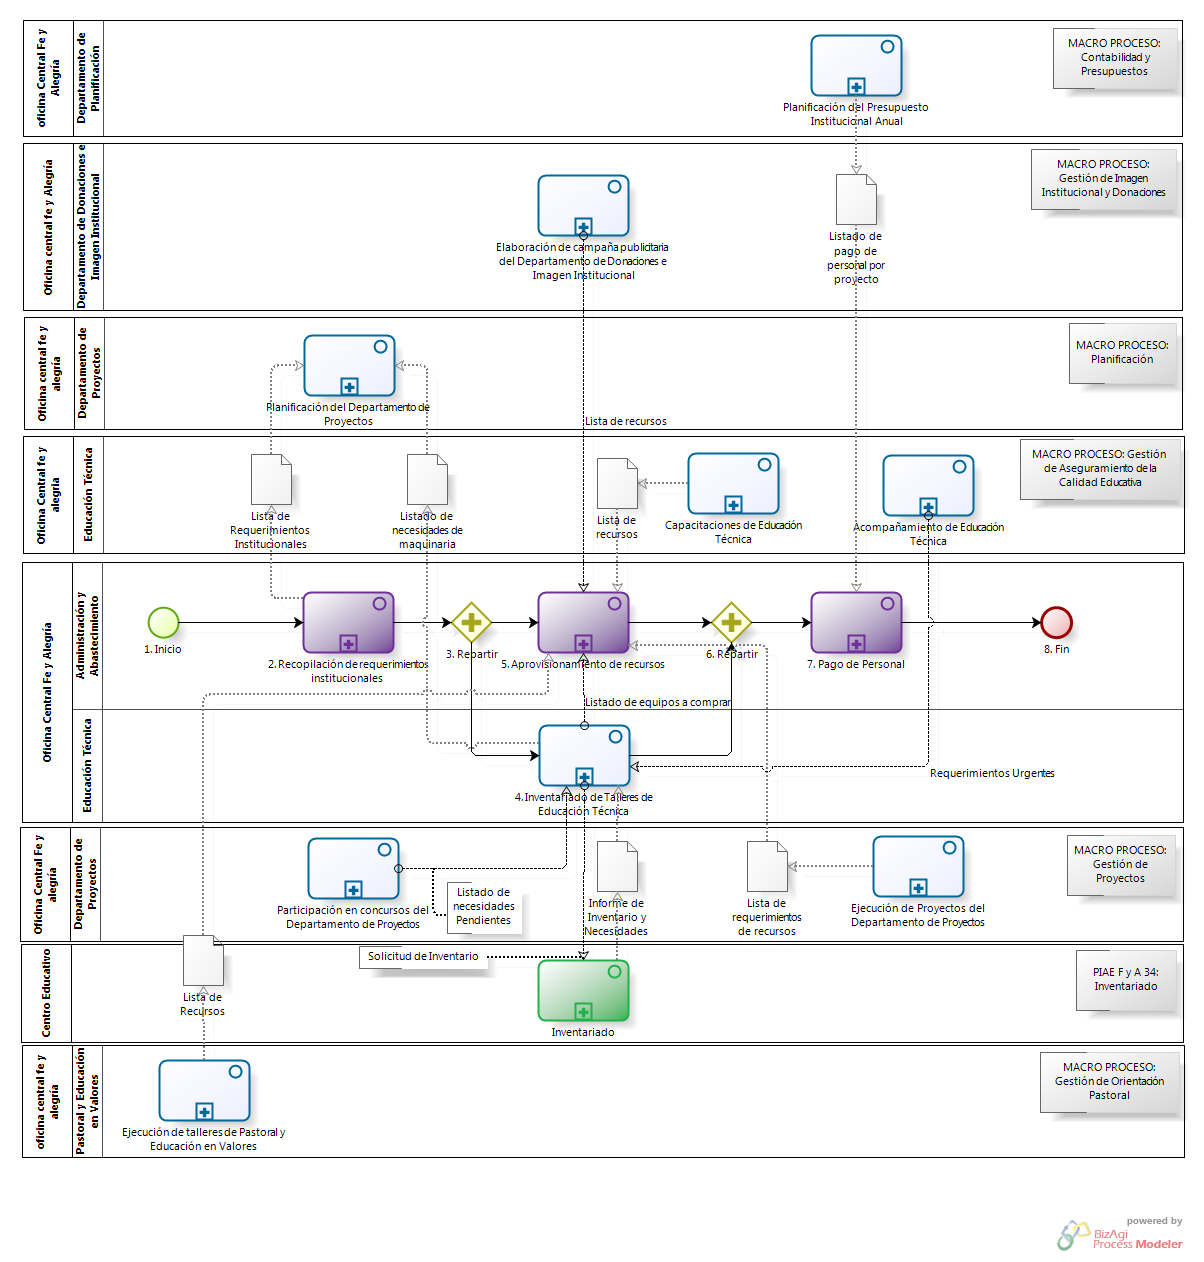 oficina Central Fe y
Alegría
Departamento de
Planificación
Planificación del Presupuesto
Institucional Anual
MACRO PROCESO:
Contabilidad y
Presupuestos
Oficina central fe y Alegría
Departamento de Donaciones e
Imagen Institucional
Elaboración de campaña publicitaria
del Departamento de Donaciones e
Imagen Institucional
Listado de
pago de
personal por
proyecto
MACRO PROCESO:
Gestión de Imagen
Institucional y Donaciones
Oficina central fe y
alegría
Departamento de
Proyectos
Planificación del Departamento de
Proyectos
Lista de recursos
MACRO PROCESO:
Planificación
Oficina Central fe y
alegría
Educación Técnica
Lista de
Requerimientos
Institucionales
Listado de
necesidades de
maquinaria
Lista de
recursos
Capacitaciones de Educación
Técnica
Acompañamiento de Educación
Técnica
MACRO PROCESO: Gestión
de Aseguramiento de la
Calidad Educativa
Oficina Central Fe y Alegría
Administración y
Abastecimiento
1. Inicio
2. Recopilación de requerimientos
institucionales
3. Repartir
5. Aprovisionamiento de recursos
6. Repartir
7. Pago de Personal
8. Fin
Listado de equipos a comprar
Educación Técnica
4. Inventariado de Talleres de
Educación Técnica
Requerimientos Urgentes
Oficina Central Fe y
alegría
Departamento de
Proyectos
Participación en concursos del
Departamento de Proyectos
Listado de
necesidades
Pendientes
Informe de
Inventario y
Necesidades
Lista de
requerimientos
de recursos
Ejecución de Proyectos del
Departamento de Proyectos
MACRO PROCESO:
Gestión de
Proyectos
Centro Educativo
Lista de
Recursos
Solicitud de Inventario
Inventariado
PIAE F y A 34:
Inventariado
oficina central fe y
alegría
Pastoral y Educación
en Valores
Ejecución de talleres de Pastoral y
Educación en Valores
MACRO PROCESO:
Gestión de Orientación
Pastoral
powered by
BizAgi
Process Modeler